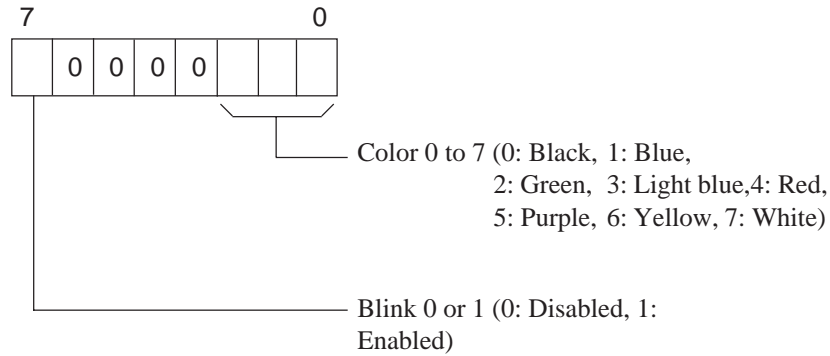 7 0
0 0 0 0
Color 0 to 7 (0: Black, 1: Blue,
2: Green, 3: Light blue,4: Red,
5: Purple, 6: Yellow, 7: White)
Blink 0 or 1 (0: Disabled, 1:
Enabled)